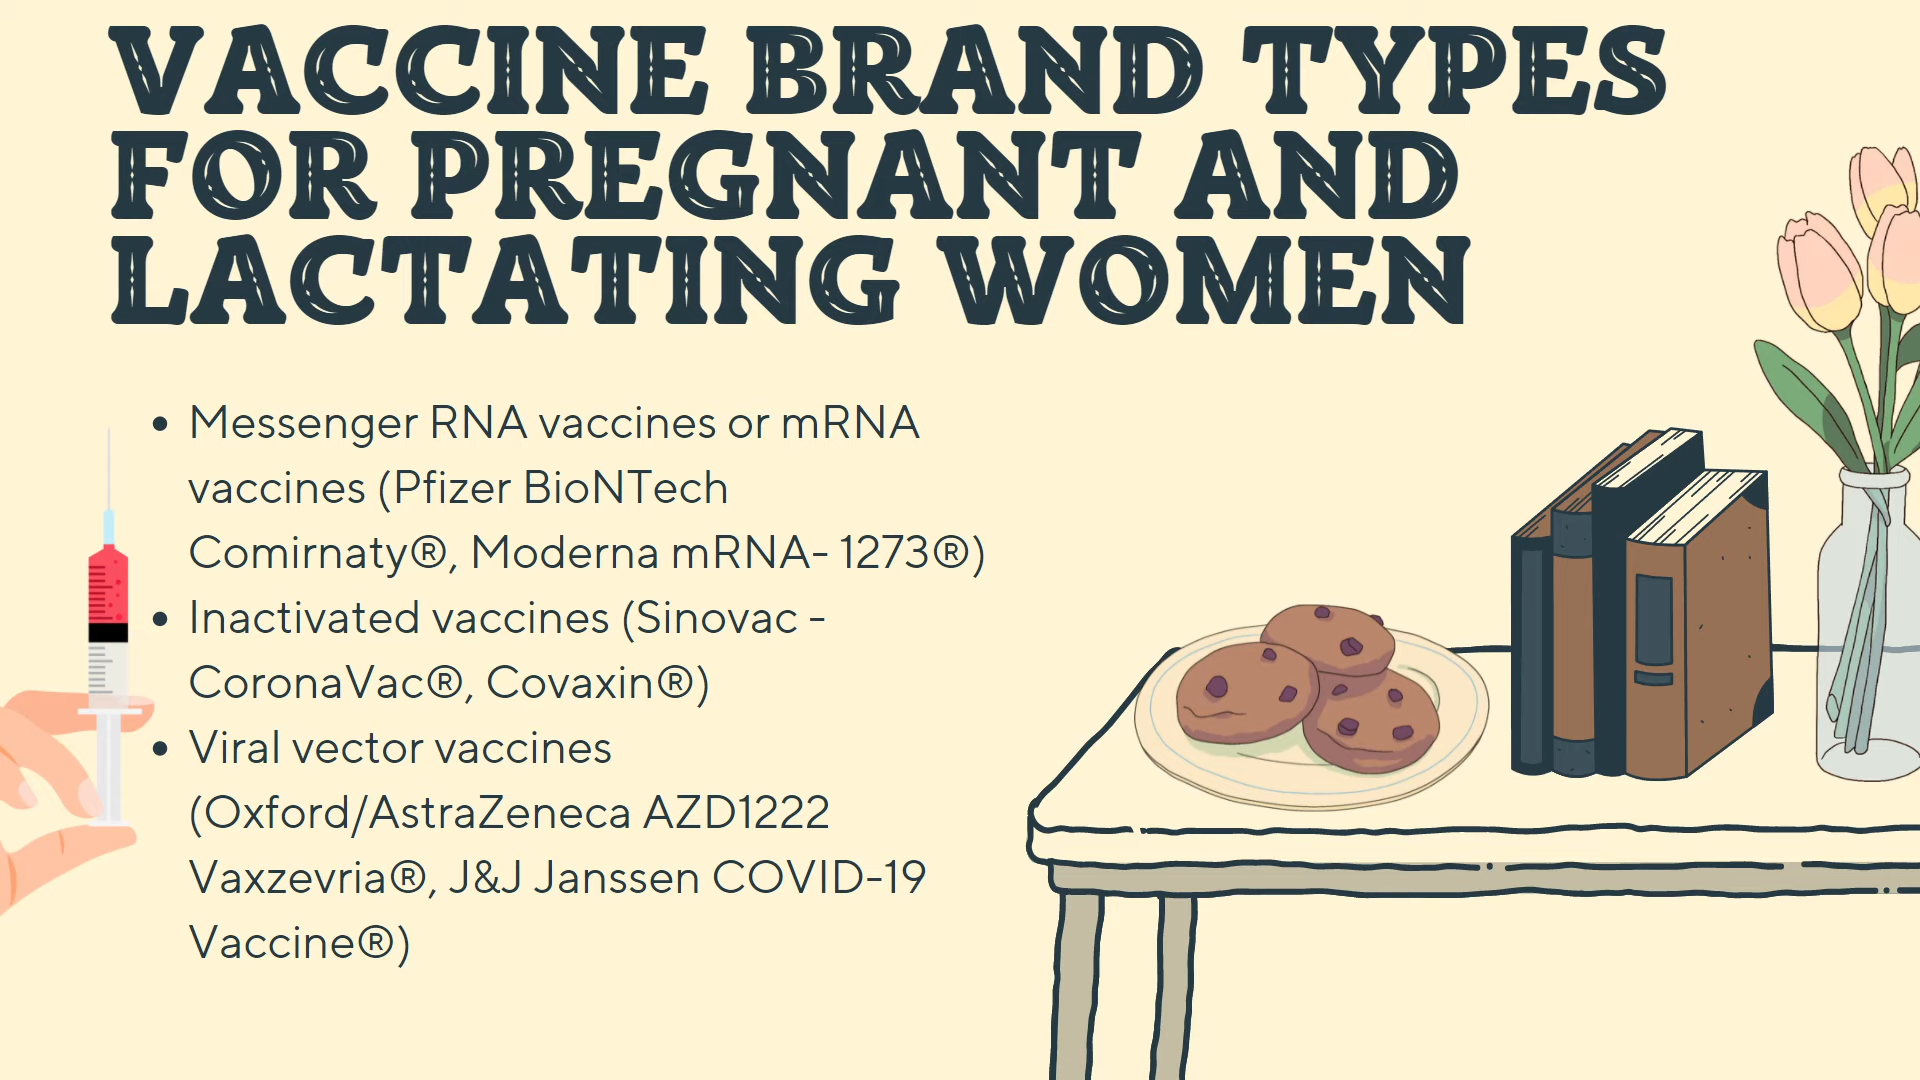 VACCINE BRAND TYPES
FOR PREGNANT AND
LACTATING WOMEN
• Messenger RNA vaccines or mRNA
vaccines (Pfizer BioNTech
Comirnaty®, Moderna mRNA- 1273®)
• Inactivated vaccines (Sinovac -
CoronaVac®, Covaxin®)
• Viral vector vaccines
(Oxford/AstraZeneca AZD1222
Vaxzevria®, J&J Janssen COVID-19
Vaccine®)